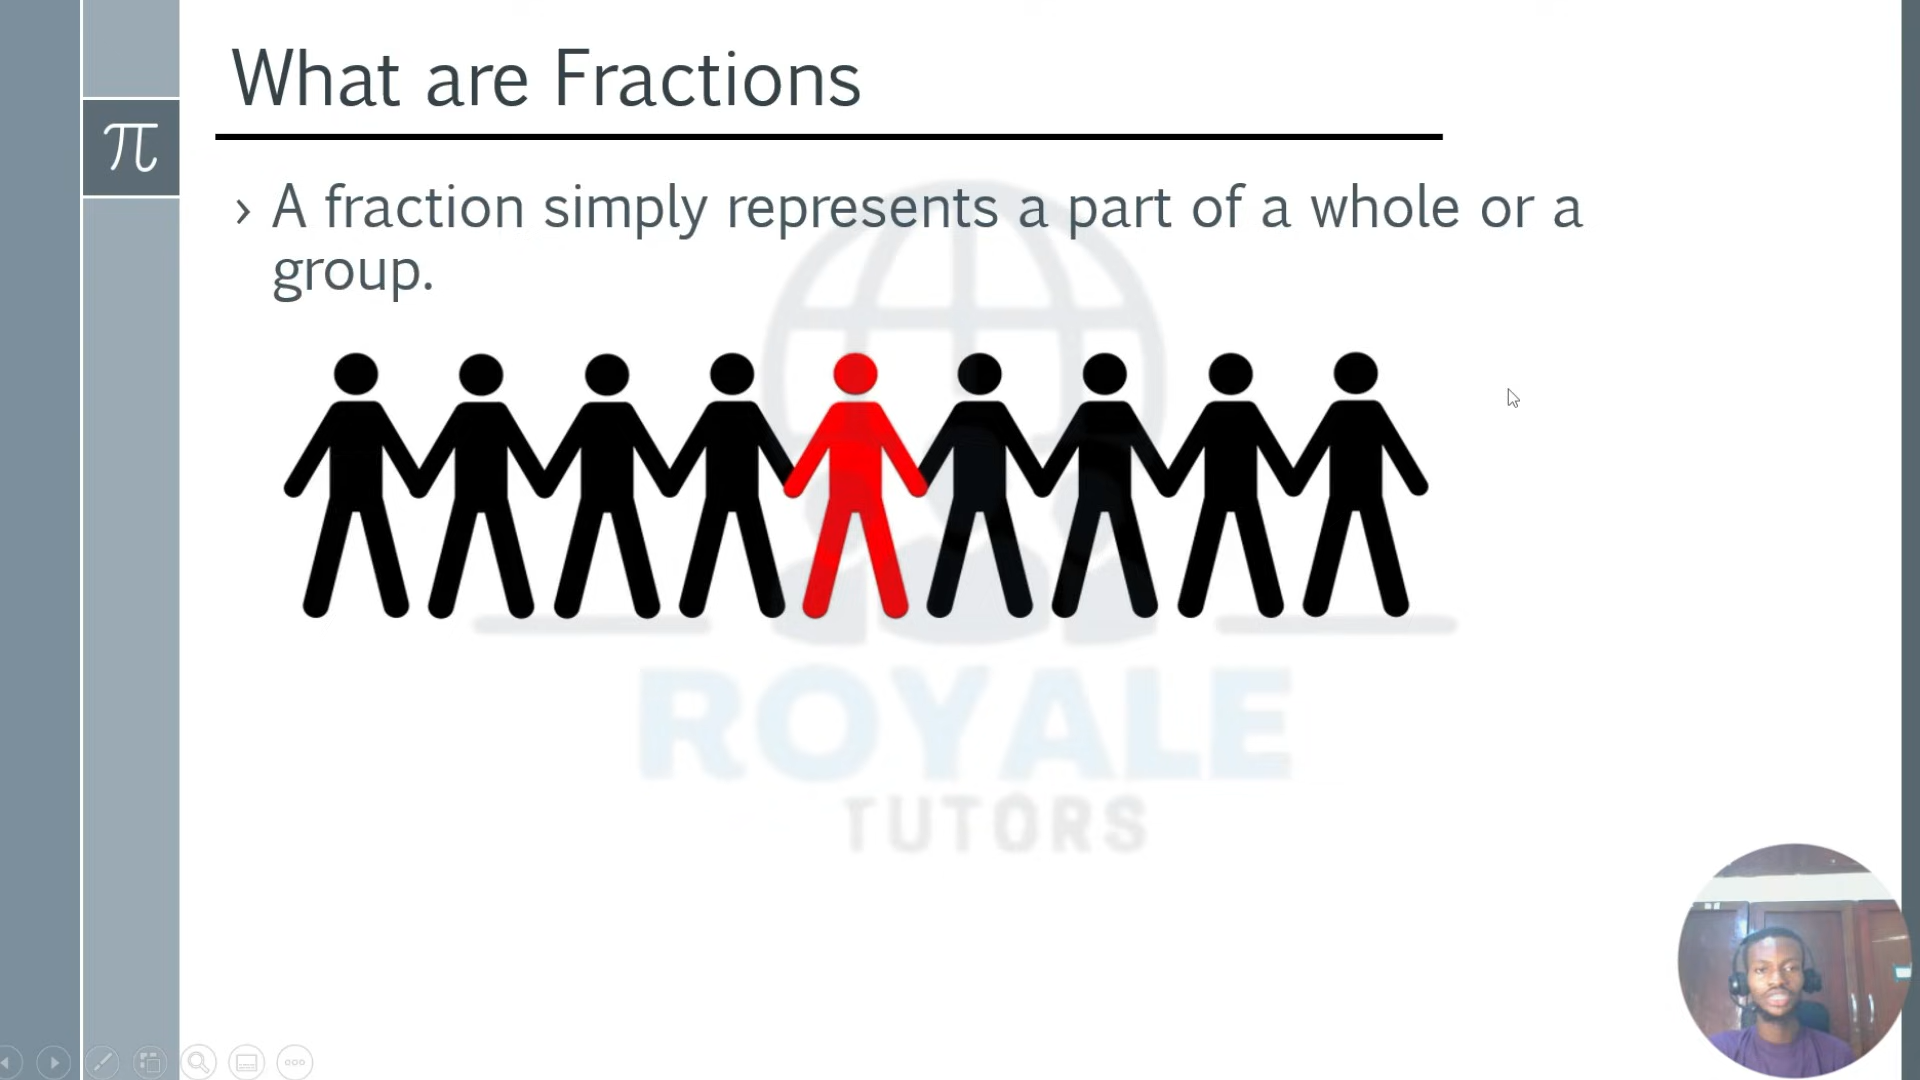 What are Fractions
π
› A fraction simply represents a part of a whole or a
group.
ROYALE
TUTORS